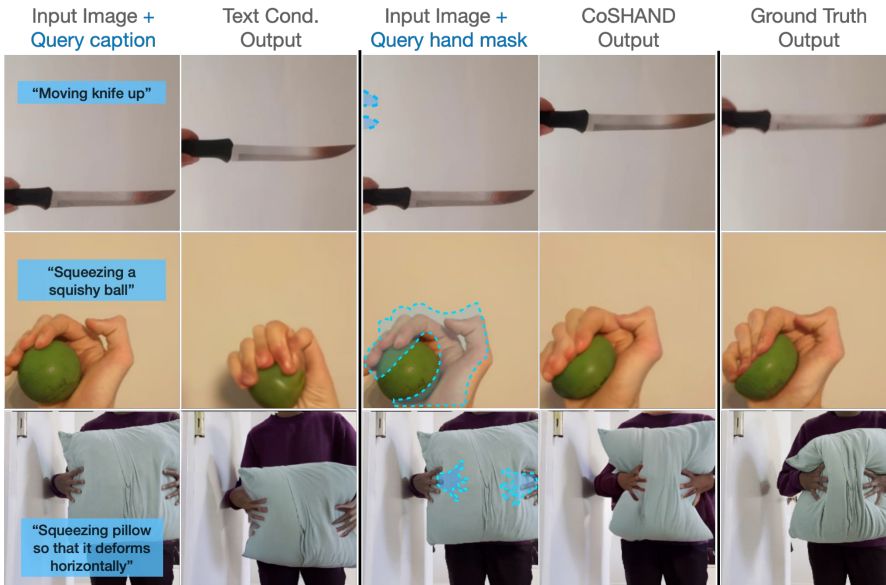 Input Image +
Query caption
Text Cond.
Output
Input Image +
Query hand mask
CoSHAND
Output
Ground Truth
Output
“Moving knife up”
“Squeezing a
squishy ball”
“Squeezing pillow
so that it deforms
horizontally”